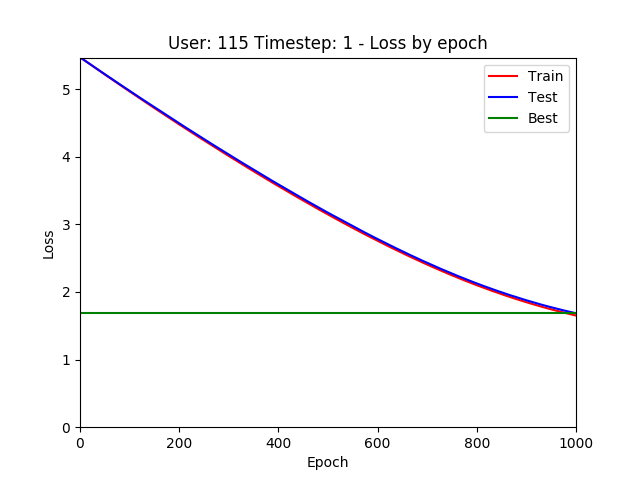 User: 115 Timestep: 1 - Loss by epoch
Train
Test
Best
Loss
5
4
3
2
1
0
0 200 400 600 800 1000
Epoch